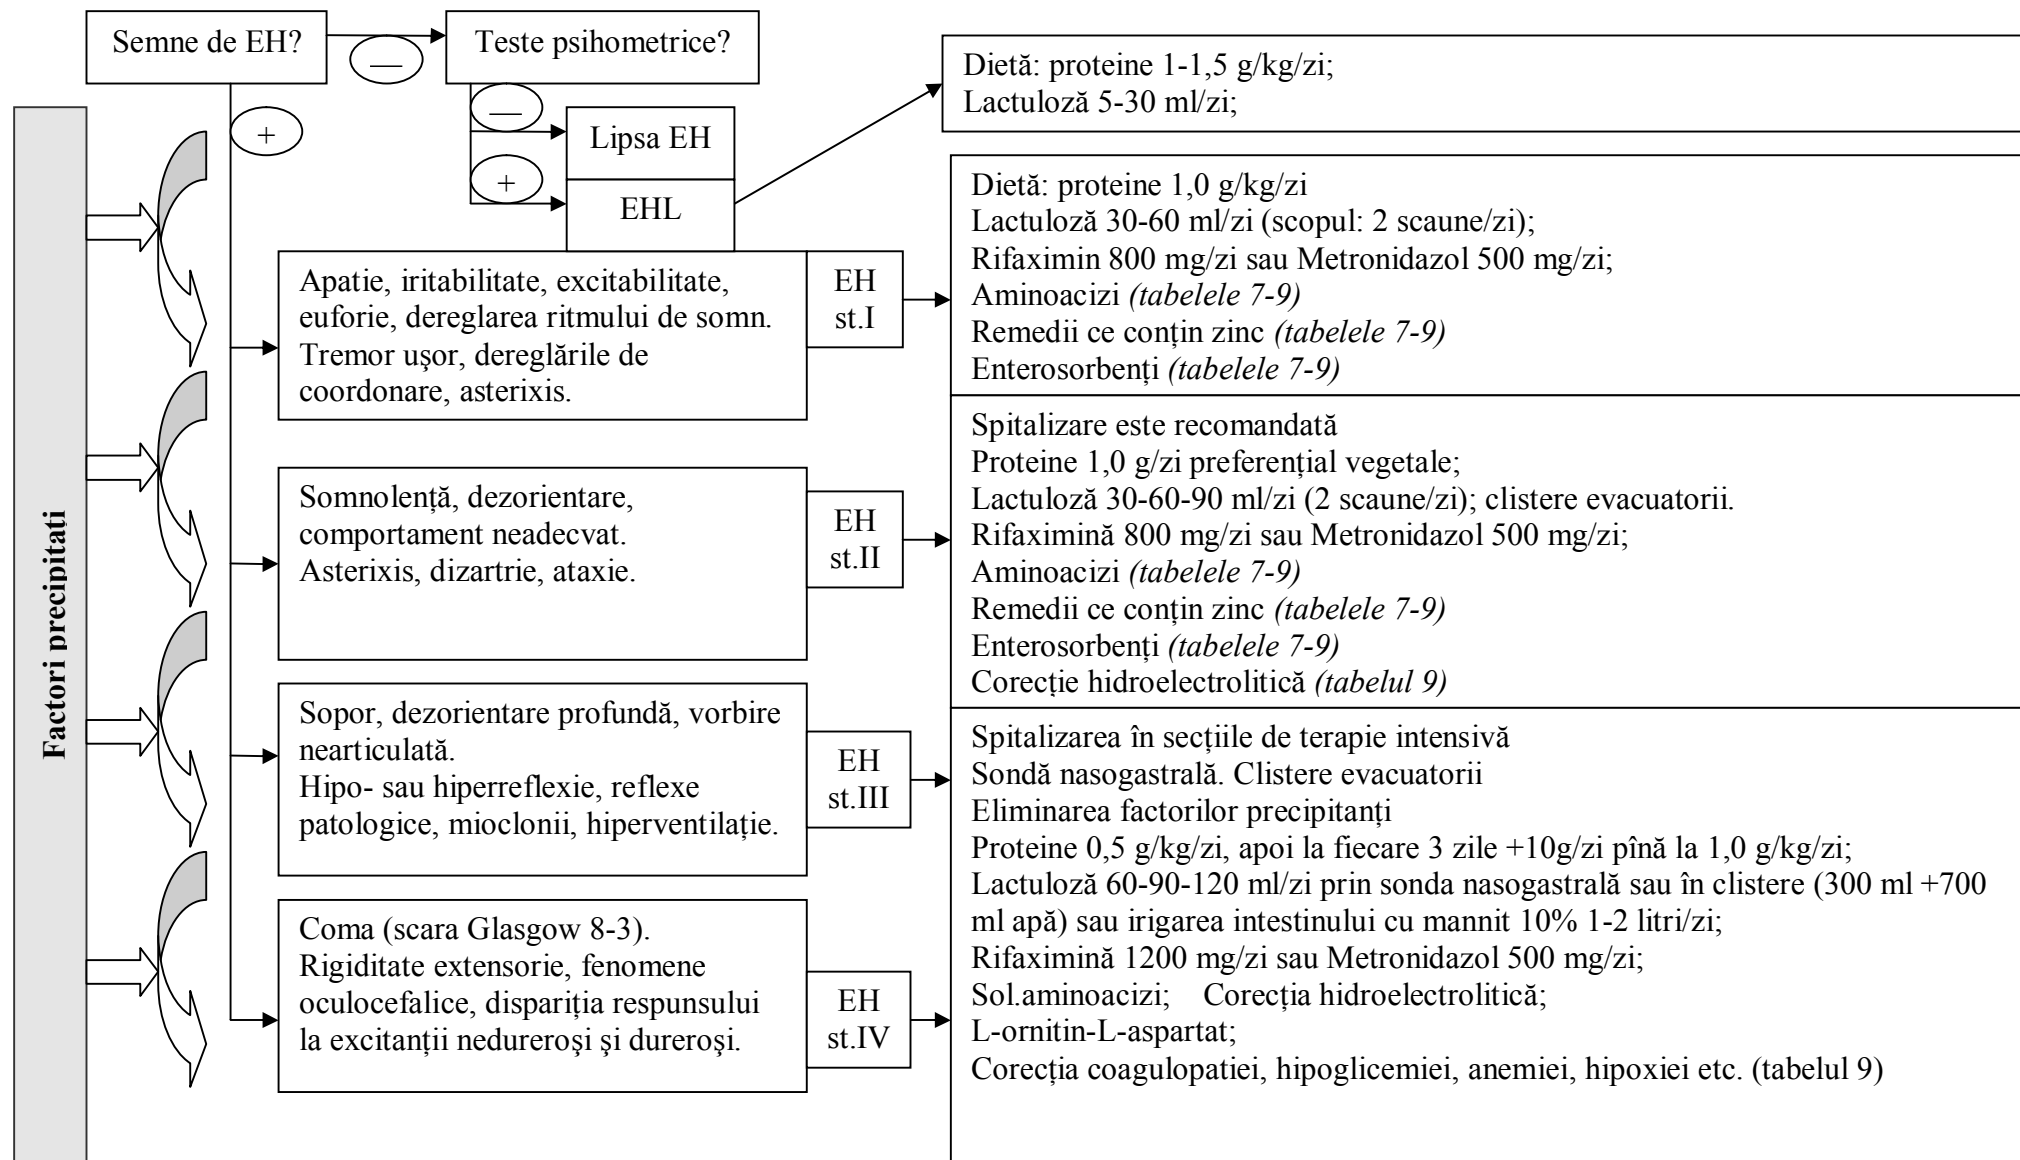 Semne de EH?
—
Teste psihometrice?
+
—
Lipsa EH
+
EHL
Dietă: proteine 1-1,5 g/kg/zi;
Lactuloză 5-30 ml/zi;
Factori precipitați
Apatie, iritabilitate, excitabilitate,
euforie, dereglarea ritmului de somn.
Tremor uşor, dereglările de
coordonare, asterixis.
EH
st.I
Dietă: proteine 1,0 g/kg/zi
Lactuloză 30-60 ml/zi (scopul: 2 scaune/zi);
Rifaximin 800 mg/zi sau Metronidazol 500 mg/zi;
Aminoacizi (tabelele 7-9)
Remedii ce conțin zinc (tabelele 7-9)
Enterosorbenți (tabelele 7-9)
Somnolență, dezorientare,
comportament neadecvat.
Asterixis, dizartrie, ataxie.
EH
st.II
Spitalizare este recomandată
Proteine 1,0 g/zi preferențial vegetale;
Lactuloză 30-60-90 ml/zi (2 scaune/zi); clistere evacuatorii.
Rifaximină 800 mg/zi sau Metronidazol 500 mg/zi;
Aminoacizi (tabelele 7-9)
Remedii ce conțin zinc (tabelele 7-9)
Enterosorbenți (tabelele 7-9)
Corecție hidroelectrolitică (tabelul 9)
Sopor, dezorientare profundă, vorbire
nearticulată.
Hipo- sau hiperreflexie, reflexe
patologice, mioclonii, hiperventilație.
EH
st.III
Coma (scara Glasgow 8-3).
Rigiditate extensorie, fenomene
oculocefalice, dispariția respunsului
la excitanții nedureroşi şi dureroşi.
EH
st.IV
Spitalizarea în secțiile de terapie intensivă
Sondă nasogastrală. Clistere evacuatorii
Eliminarea factorilor precipitanți
Proteine 0,5 g/kg/zi, apoi la fiecare 3 zile +10g/zi pînă la 1,0 g/kg/zi;
Lactuloză 60-90-120 ml/zi prin sonda nasogastrală sau în clistere (300 ml +700
ml apă) sau irigarea intestinului cu mannit 10% 1-2 litri/zi;
Rifaximină 1200 mg/zi sau Metronidazol 500 mg/zi;
Sol.aminoacizi; Corecția hidroelectrolitică;
L-ornitin-L-aspartat;
Corecția coagulopatiei, hipoglicemiei, anemiei, hipoxiei etc. (tabelul 9)